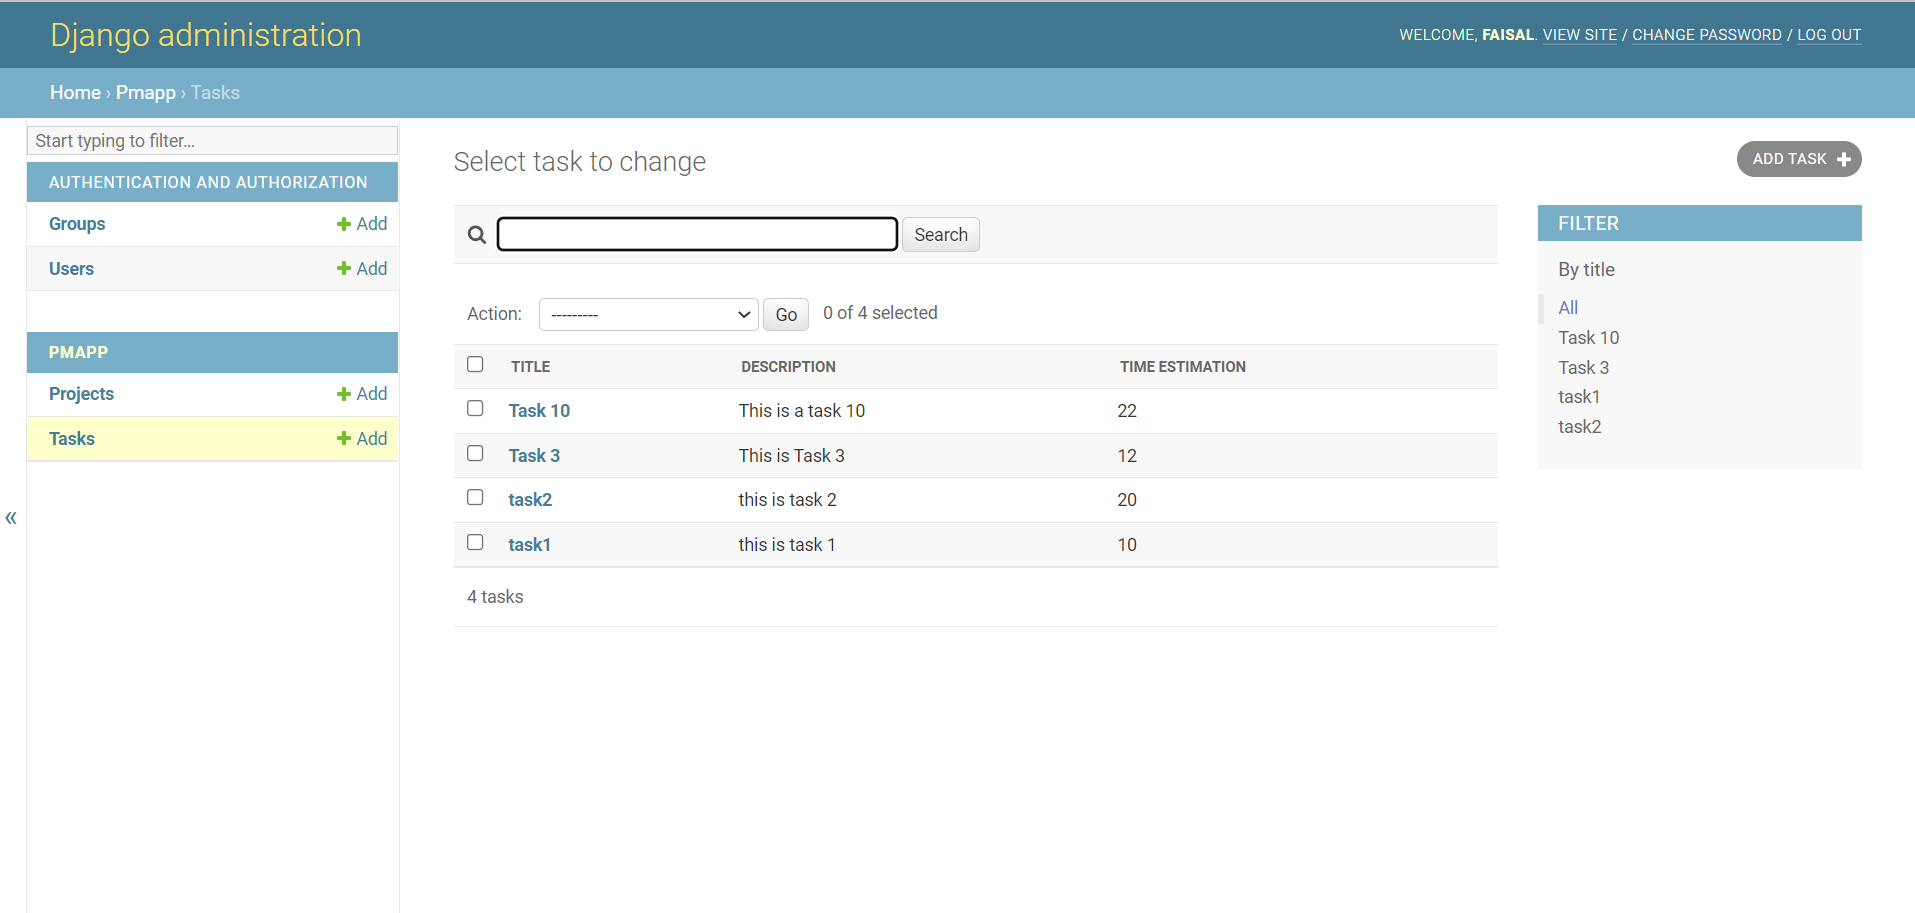 Django administration
WELCOME, FAISAL. VIEW SITE / CHANGE PASSWORD / LOG OUT
Home › Pmapp › Tasks
Start typing to filter...
AUTHENTICATION AND AUTHORIZATION
Groups + Add
Users + Add
PMAPP
Projects + Add
Tasks + Add
«
Select task to change
ADD TASK +
Search
Action: --------- Go 0 of 4 selected
TITLE DESCRIPTION TIME ESTIMATION
Task 10 This is a task 10 22
Task 3 This is Task 3 12
task2 this is task 2 20
task1 this is task 1 10
4 tasks
FILTER
By title
All
Task 10
Task 3
task1
task2